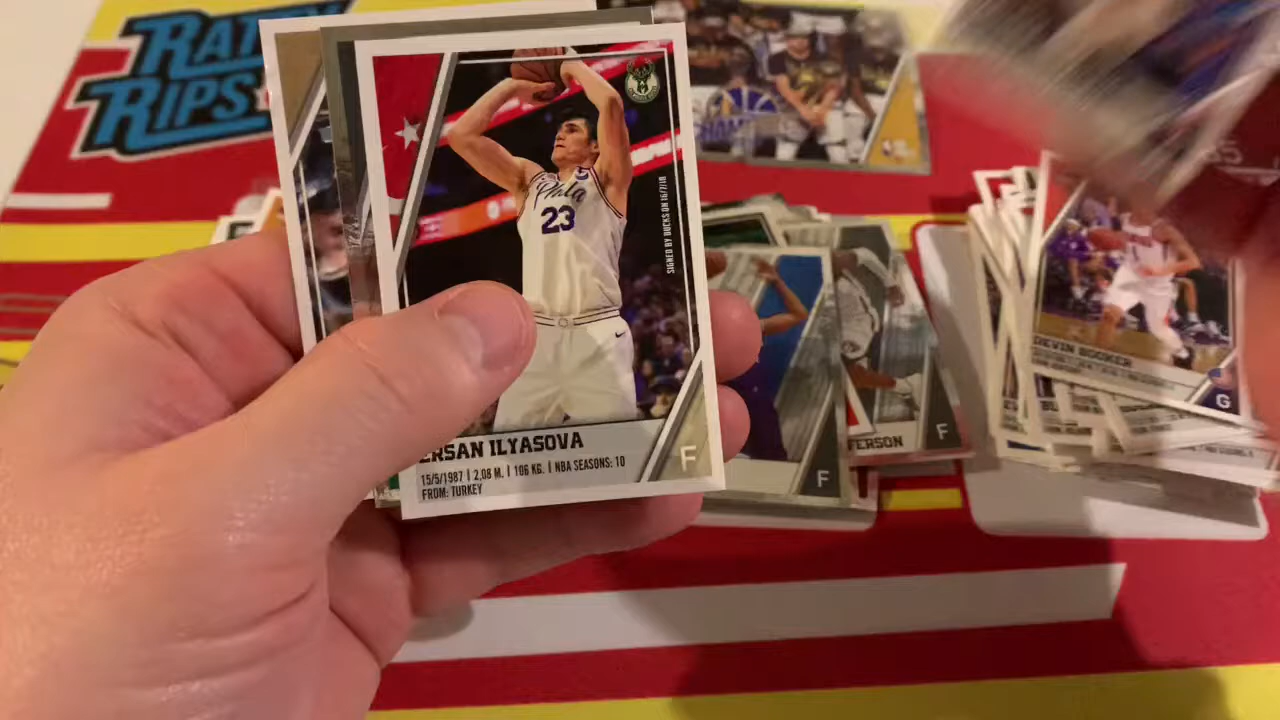 RATED
RIPS
Phila
23
SIGNED BY BUCKS ON 16/7/18
ERSAN ILYASOVA
15/5/1987 | 2,08 M. | 106 KG. | NBA SEASONS: 10
FROM: TURKEY
F
F
FERSON
F
DEVIN BOOKER
G